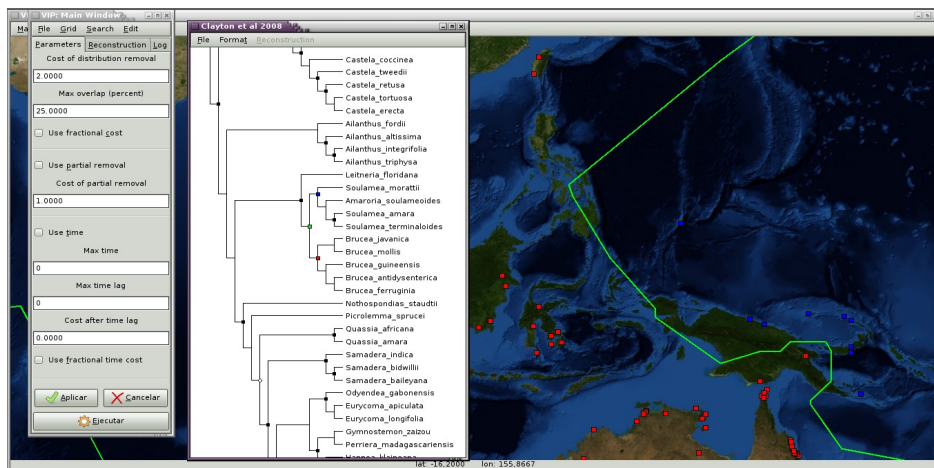 V
VIP: Main Window
Ma
File Grid Search Edit
Parameters Reconstruction Log
Cost of distribution removal
2.0000
Max overlap (percent)
25.0000
Use fractional cost
Use partial removal
Cost of partial removal
1.0000
Use time
Max time
0
Max time lag
0
Cost after time lag
0.0000
Use fractional time cost
Aplicar Cancelar
Ejecutar
Clayton et al 2008
File Format Reconstruction
Castela_coccinea
Castela_tweedii
Castela_retusa
Castela_tortuosa
Castela_erecta
Ailanthus_fordii
Ailanthus_altissima
Ailanthus_integrifolia
Ailanthus_triphysa
Leitneria_floridana
Soulamea_morattii
Amaroria_soulameoides
Soulamea_amara
Soulamea_terminaloides
Brucea_javanica
Brucea_mollis
Brucea_guineensis
Brucea_antidysenterica
Brucea_ferruginia
Nothospondias_staudtii
Picrolemma_sprucei
Quassia_africana
Quassia_amara
Samadera_indica
Samadera_bidwillii
Samadera_baileyana
Odyendea_gabonensis
Eurycoma_apiculata
Eurycoma_longifolia
Gymnostemon_zaizou
Perriera_madagascariensis
Hannoa_klaineana
lat: -16,2000 lon: 155,8667